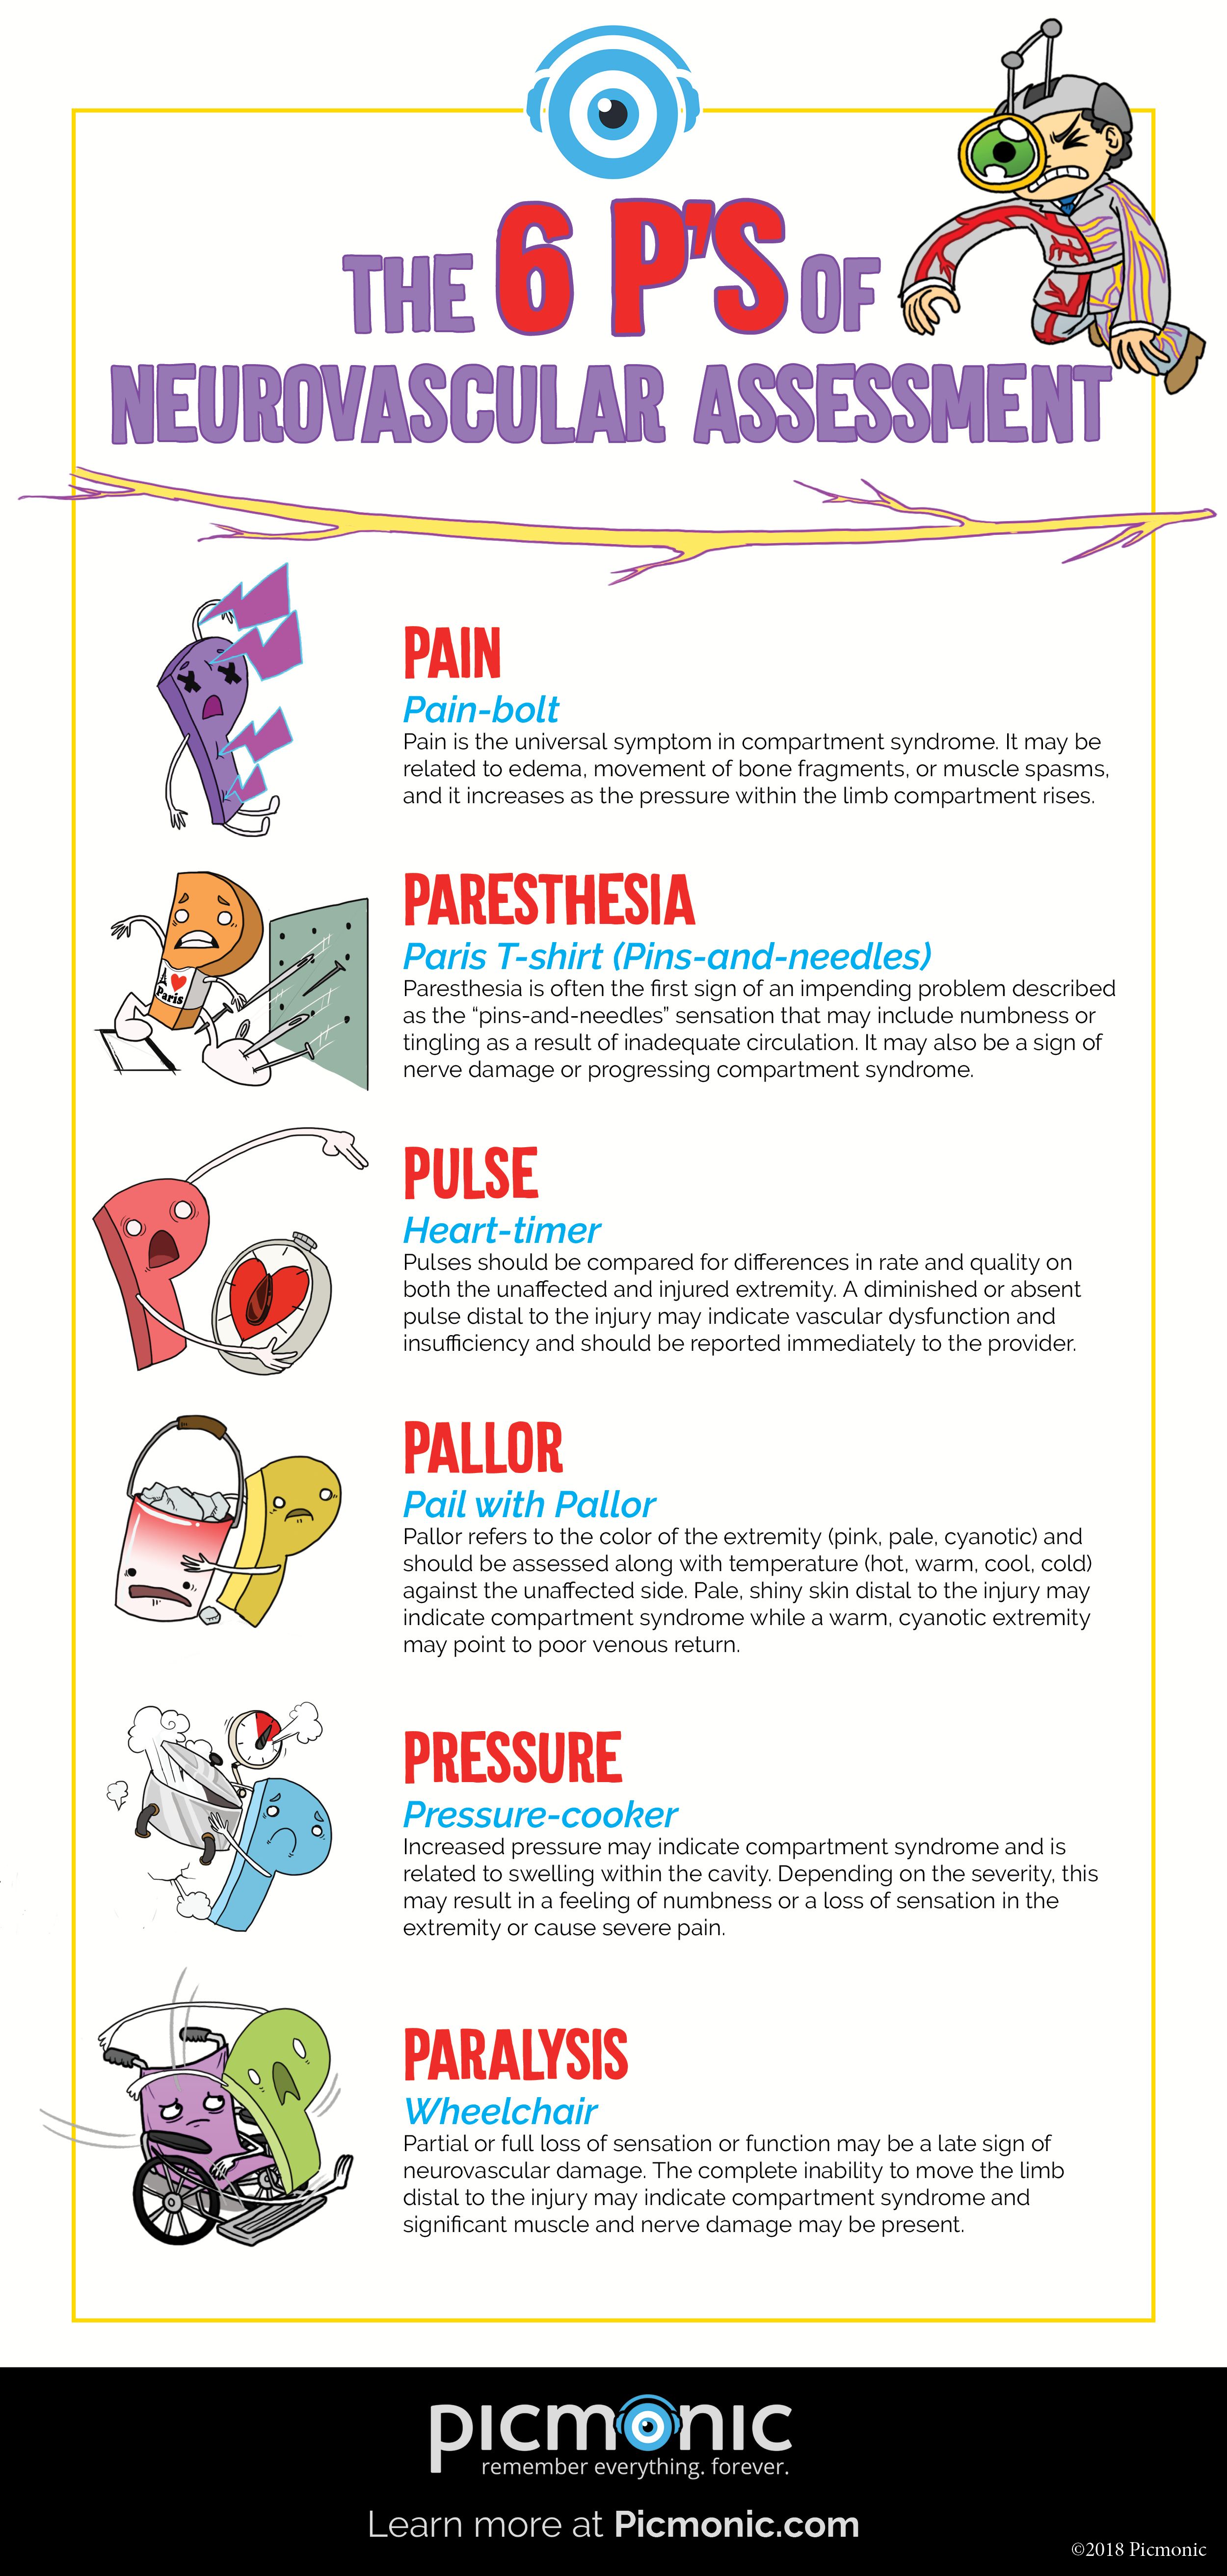 THE 6 P'S OF
NEUROVASCULAR ASSESSMENT
PAIN
Pain-bolt
Pain is the universal symptom in compartment syndrome. It may be
related to edema, movement of bone fragments, or muscle spasms,
and it increases as the pressure within the limb compartment rises.
I ♥
Paris
PARESTHESIA
Paris T-shirt (Pins-and-needles)
Paresthesia is often the first sign of an impending problem described
as the “pins-and-needles” sensation that may include numbness or
tingling as a result of inadequate circulation. It may also be a sign of
nerve damage or progressing compartment syndrome.
PULSE
Heart-timer
Pulses should be compared for differences in rate and quality on
both the unaffected and injured extremity. A diminished or absent
pulse distal to the injury may indicate vascular dysfunction and
insufficiency and should be reported immediately to the provider.
PALLOR
Pail with Pallor
Pallor refers to the color of the extremity (pink, pale, cyanotic) and
should be assessed along with temperature (hot, warm, cool, cold)
against the unaffected side. Pale, shiny skin distal to the injury may
indicate compartment syndrome while a warm, cyanotic extremity
may point to poor venous return.
PRESSURE
Pressure-cooker
Increased pressure may indicate compartment syndrome and is
related to swelling within the cavity. Depending on the severity, this
may result in a feeling of numbness or a loss of sensation in the
extremity or cause severe pain.
PARALYSIS
Wheelchair
Partial or full loss of sensation or function may be a late sign of
neurovascular damage. The complete inability to move the limb
distal to the injury may indicate compartment syndrome and
significant muscle and nerve damage may be present.
picmonic
remember everything. forever.
Learn more at Picmonic.com
©2018 Picmonic